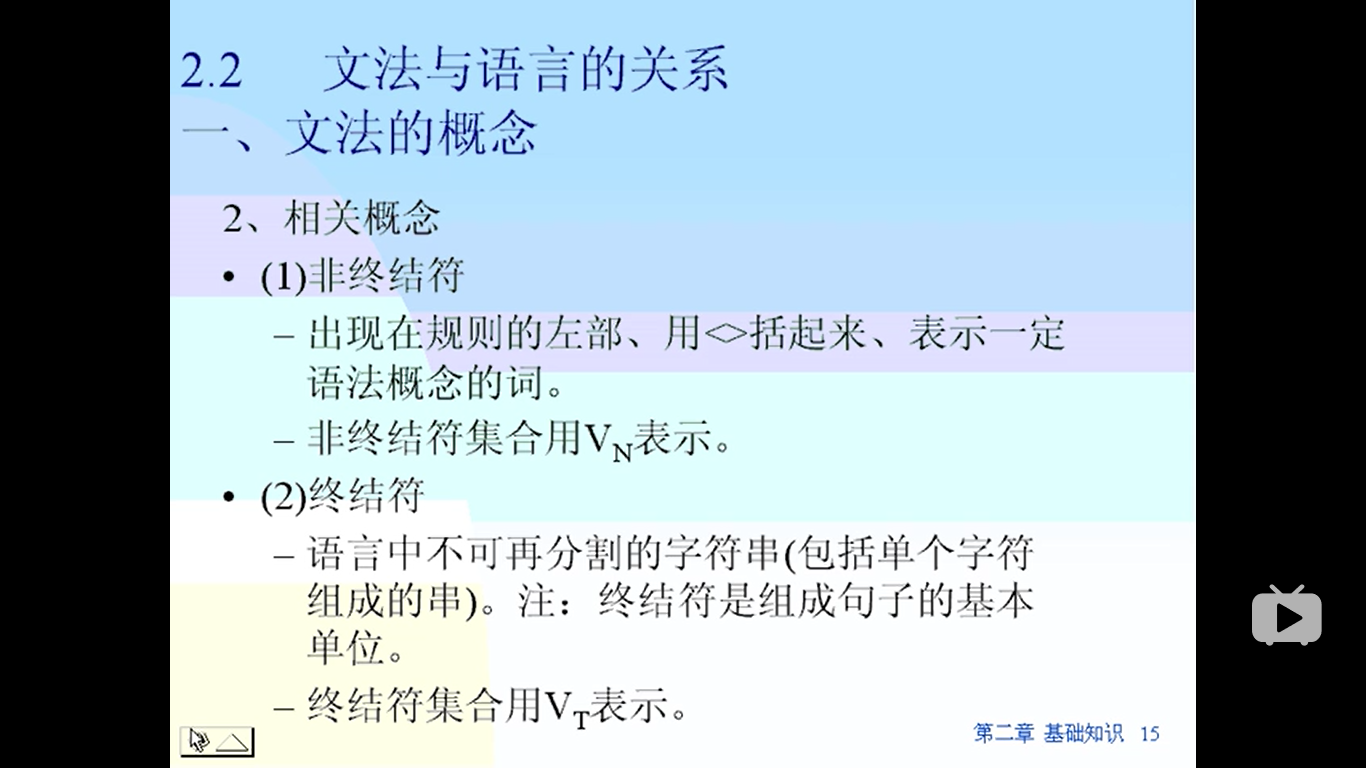 2.2 文法与语言的关系
一、文法的概念
2、相关概念
• (1)非终结符
– 出现在规则的左部、用<>括起来、表示一定
语法概念的词。
– 非终结符集合用VN表示。
• (2)终结符
– 语言中不可再分割的字符串(包括单个字符
组成的串)。注：终结符是组成句子的基本
单位。
– 终结符集合用VT表示。
第二章 基础知识 15